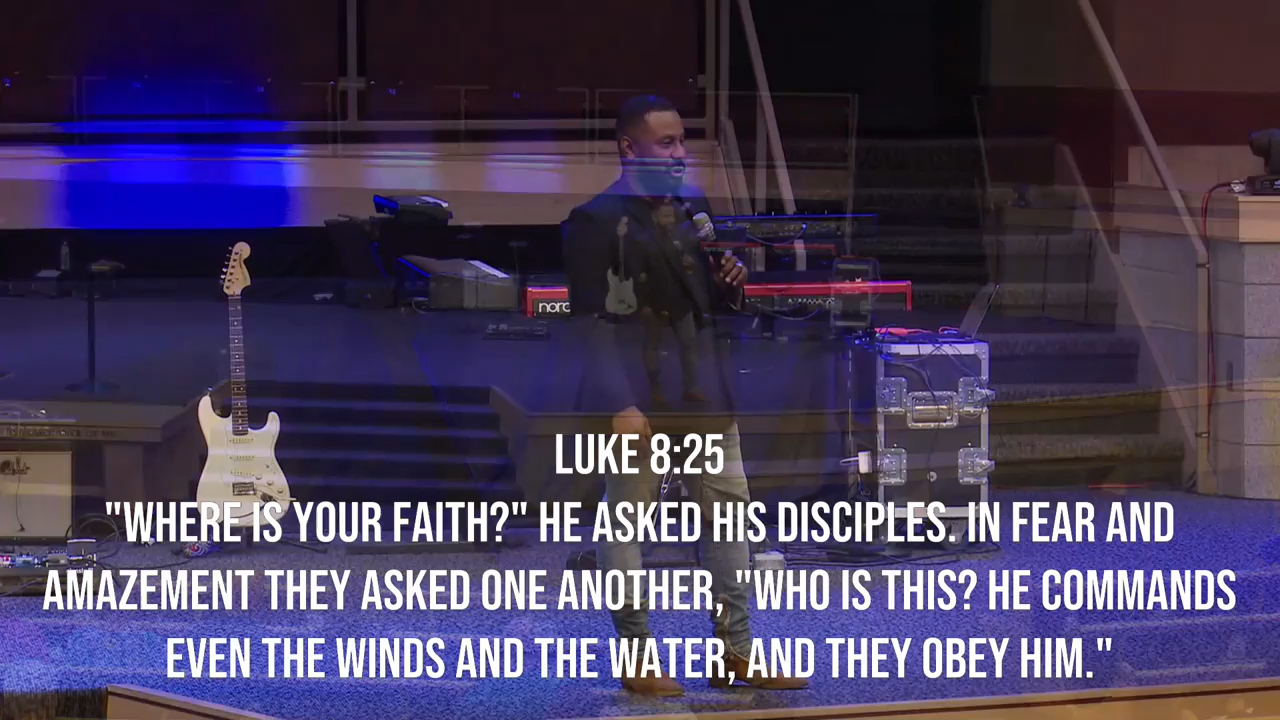 nord
LUKE 8:25
"WHERE IS YOUR FAITH?" HE ASKED HIS DISCIPLES. IN FEAR AND
AMAZEMENT THEY ASKED ONE ANOTHER, "WHO IS THIS? HE COMMANDS
EVEN THE WINDS AND THE WATER, AND THEY OBEY HIM."